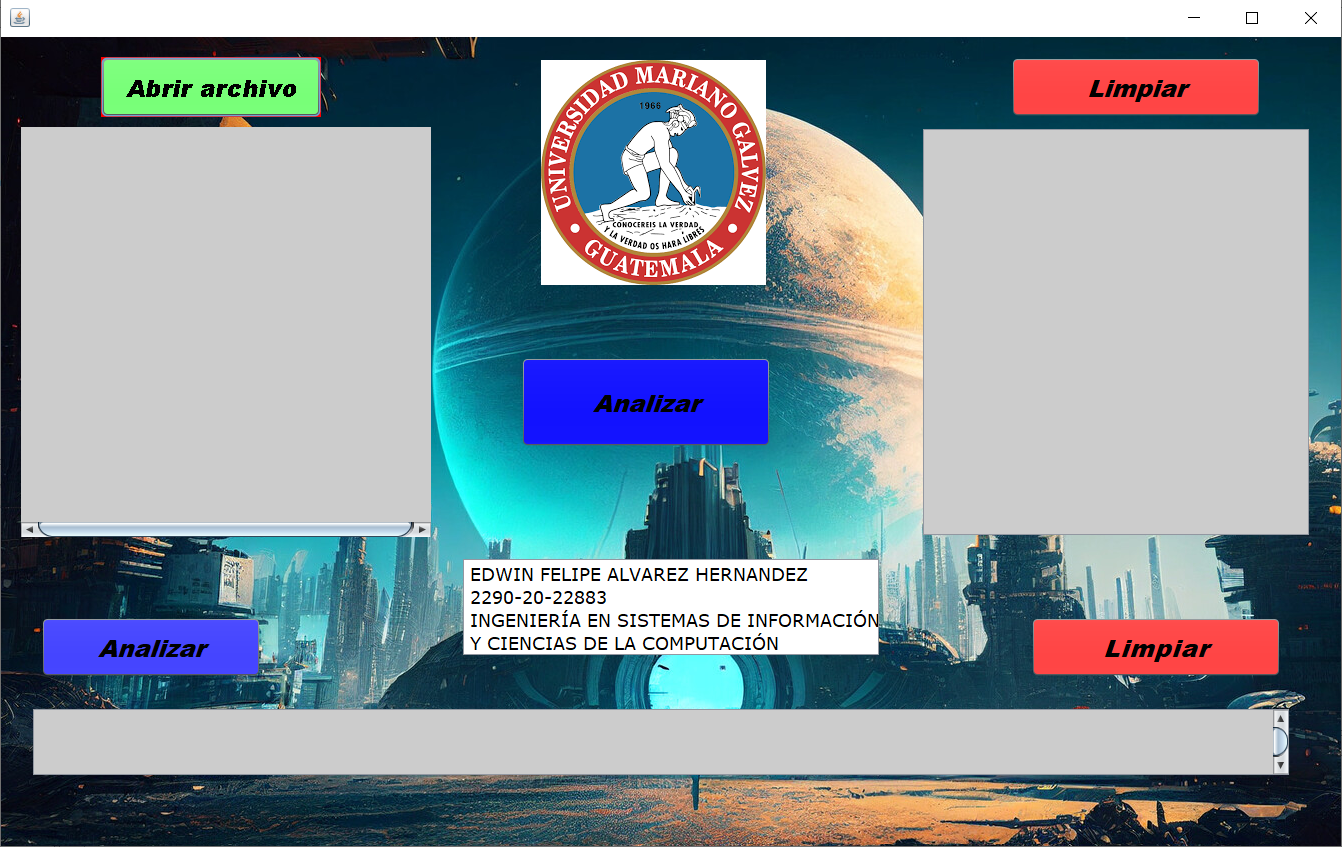 Abrir archivo
Limpiar
UNIVERSIDAD MARIANO GALVEZ
1966
CONOCEREIS LA VERDAD
Y LA VERDAD OS HARA LIBRES
GUATEMALA
Analizar
EDWIN FELIPE ALVAREZ HERNANDEZ
2290-20-22883
INGENIERÍA EN SISTEMAS DE INFORMACIÓN
Y CIENCIAS DE LA COMPUTACIÓN
Analizar
Limpiar